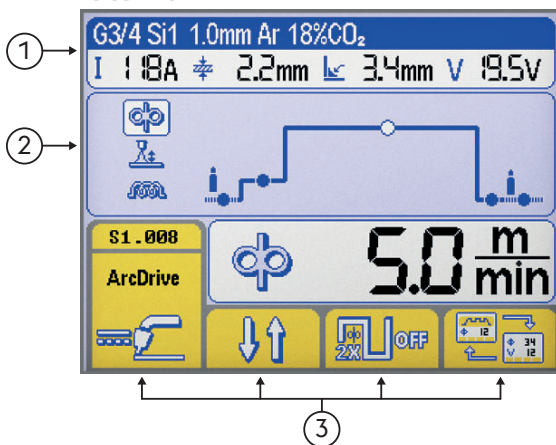 G3/4 Si1 1.0mm Ar 18%CO₂
1
I 118A 2.2mm 3.4mm V 19.5V
2
S1.008
ArcDrive
5.0 m/min
2X OFF
12
34
V 12
3